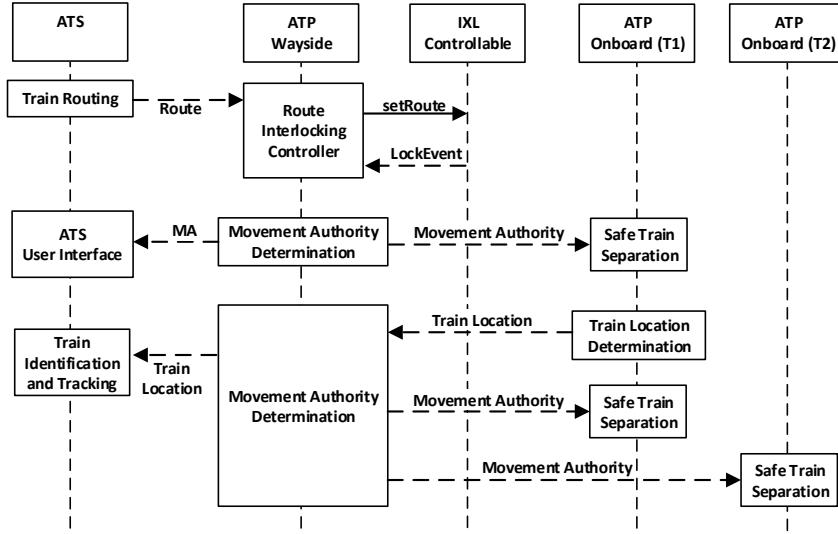 ATS
ATP
Wayside
IXL
Controllable
ATP
Onboard (T1)
ATP
Onboard (T2)
Train Routing
Route
Route
Interlocking
Controller
setRoute
LockEvent
ATS
User Interface
MA
Movement Authority
Determination
Movement Authority
Safe Train
Separation
Train Location
Train Location
Determination
Train
Identification
and Tracking
Train
Location
Movement Authority
Determination
Movement Authority
Safe Train
Separation
Movement Authority
Safe Train
Separation